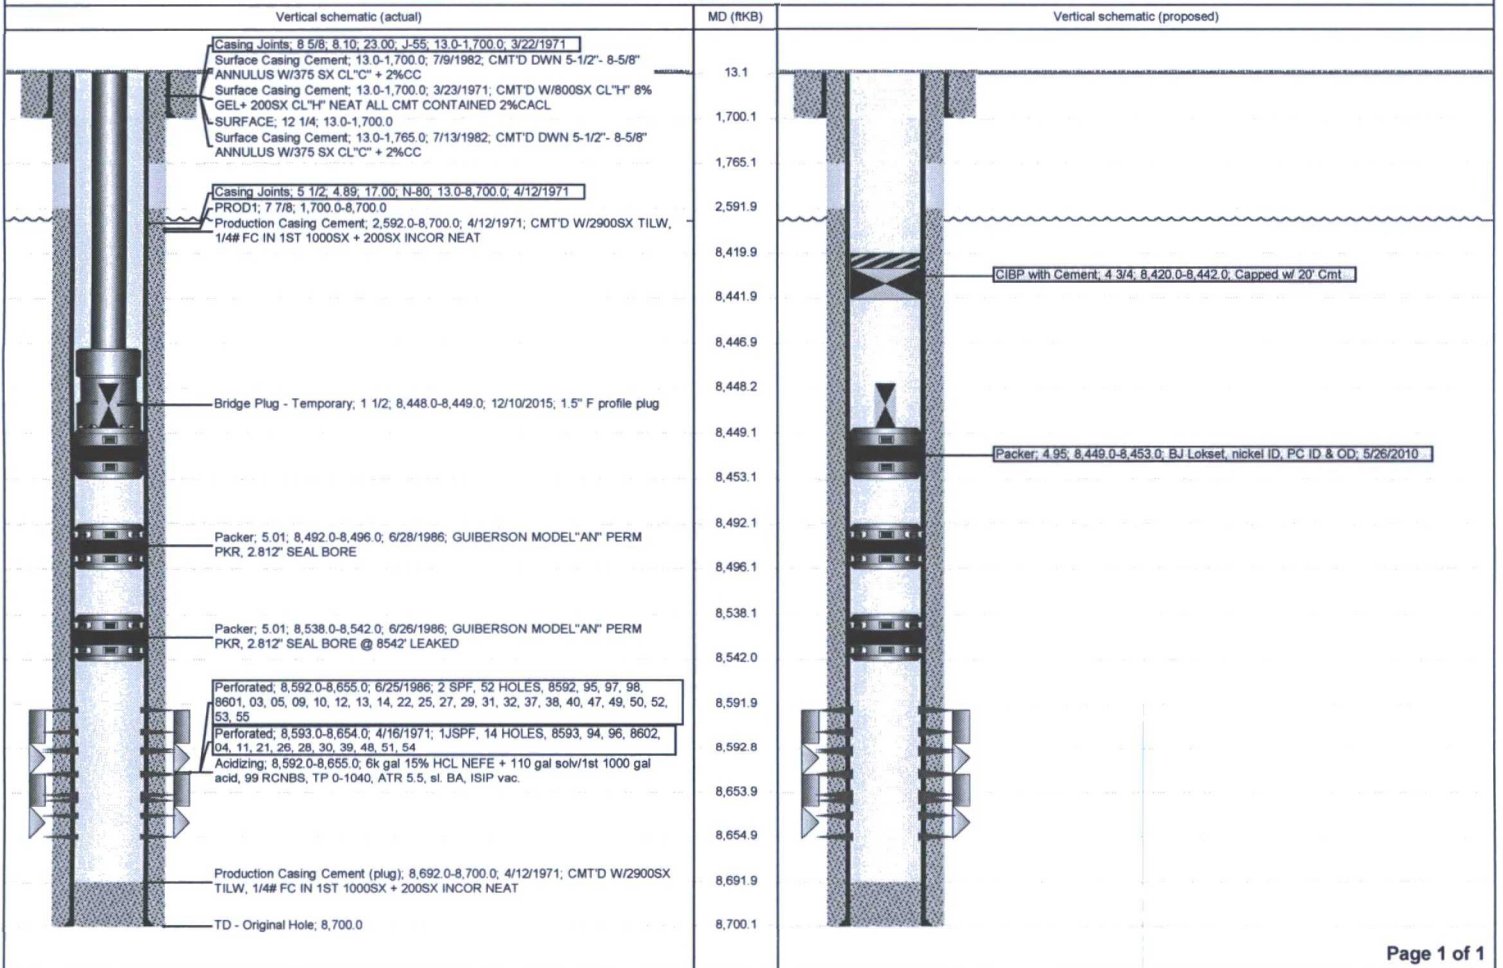 Vertical schematic (actual)
MD (ftKB)
Vertical schematic (proposed)
Casing Joints; 8 5/8; 8.10; 23.00; J-55; 13.0-1,700.0; 3/22/1971
Surface Casing Cement; 13.0-1,700.0; 7/9/1982; CMT'D DWN 5-1/2"- 8-5/8"
ANNULUS W/375 SX CL"C" + 2%CC
Surface Casing Cement; 13.0-1,700.0; 3/23/1971; CMT'D W/800SX CL"H" 8%
GEL+ 200SX CL"H" NEAT ALL CMT CONTAINED 2%CACL
SURFACE; 12 1/4; 13.0-1,700.0
Surface Casing Cement; 13.0-1,765.0; 7/13/1982; CMT'D DWN 5-1/2"- 8-5/8"
ANNULUS W/375 SX CL"C" + 2%CC
Casing Joints; 5 1/2; 4.89; 17.00; N-80; 13.0-8,700.0; 4/12/1971
PROD1; 7 7/8; 1,700.0-8,700.0
Production Casing Cement; 2,592.0-8,700.0; 4/12/1971; CMT'D W/2900SX TILW,
1/4# FC IN 1ST 1000SX + 200SX INCOR NEAT
Bridge Plug - Temporary; 1 1/2; 8,448.0-8,449.0; 12/10/2015; 1.5" F profile plug
Packer; 5.01; 8,492.0-8,496.0; 6/28/1986; GUIBERSON MODEL"AN" PERM
PKR, 2.812" SEAL BORE
Packer; 5.01; 8,538.0-8,542.0; 6/26/1986; GUIBERSON MODEL"AN" PERM
PKR, 2.812" SEAL BORE @ 8542' LEAKED
Perforated; 8,592.0-8,655.0; 6/25/1986; 2 SPF, 52 HOLES, 8592, 95, 97, 98,
8601, 03, 05, 09, 10, 12, 13, 14, 22, 25, 27, 29, 31, 32, 37, 38, 40, 47, 49, 50, 52,
53, 55
Perforated; 8,593.0-8,654.0; 4/16/1971; 1JSPF, 14 HOLES, 8593, 94, 96, 8602,
04, 11, 21, 26, 28, 30, 39, 48, 51, 54
Acidizing; 8,592.0-8,655.0; 6k gal 15% HCL NEFE + 110 gal solv/1st 1000 gal
acid, 99 RCNBS, TP 0-1040, ATR 5.5, sl. BA, ISIP vac.
Production Casing Cement (plug); 8,692.0-8,700.0; 4/12/1971; CMT'D W/2900SX
TILW, 1/4# FC IN 1ST 1000SX + 200SX INCOR NEAT
TD - Original Hole; 8,700.0
13.1
1,700.1
1,765.1
2,591.9
8,419.9
8,441.9
8,446.9
8,448.2
8,449.1
8,453.1
8,492.1
8,496.1
8,538.1
8,542.0
8,591.9
8,592.8
8,653.9
8,654.9
8,691.9
8,700.1
CIBP with Cement; 4 3/4; 8,420.0-8,442.0; Capped w/ 20' Cmt
Packer; 4.95; 8,449.0-8,453.0; BJ Lokset, nickel ID, PC ID & OD; 5/26/2010
Page 1 of 1